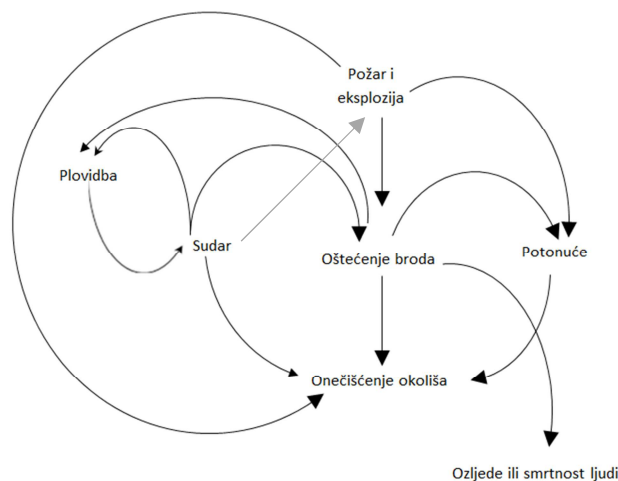 Požar i
eksplozija
Plovidba
Sudar
Oštećenje broda
Potonuće
Onečišćenje okoliša
Ozljede ili smrtnost ljudi